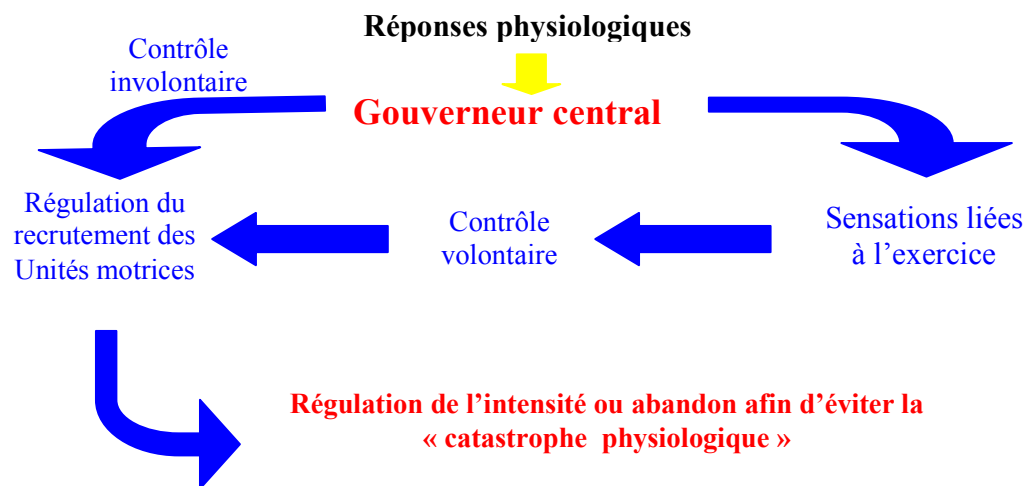 Réponses physiologiques
Contrôle
involontaire
Gouverneur central
Régulation du
recrutement des
Unités motrices
Contrôle
volontaire
Sensations liées
à l’exercice
Régulation de l’intensité ou abandon afin d’éviter la
« catastrophe physiologique »